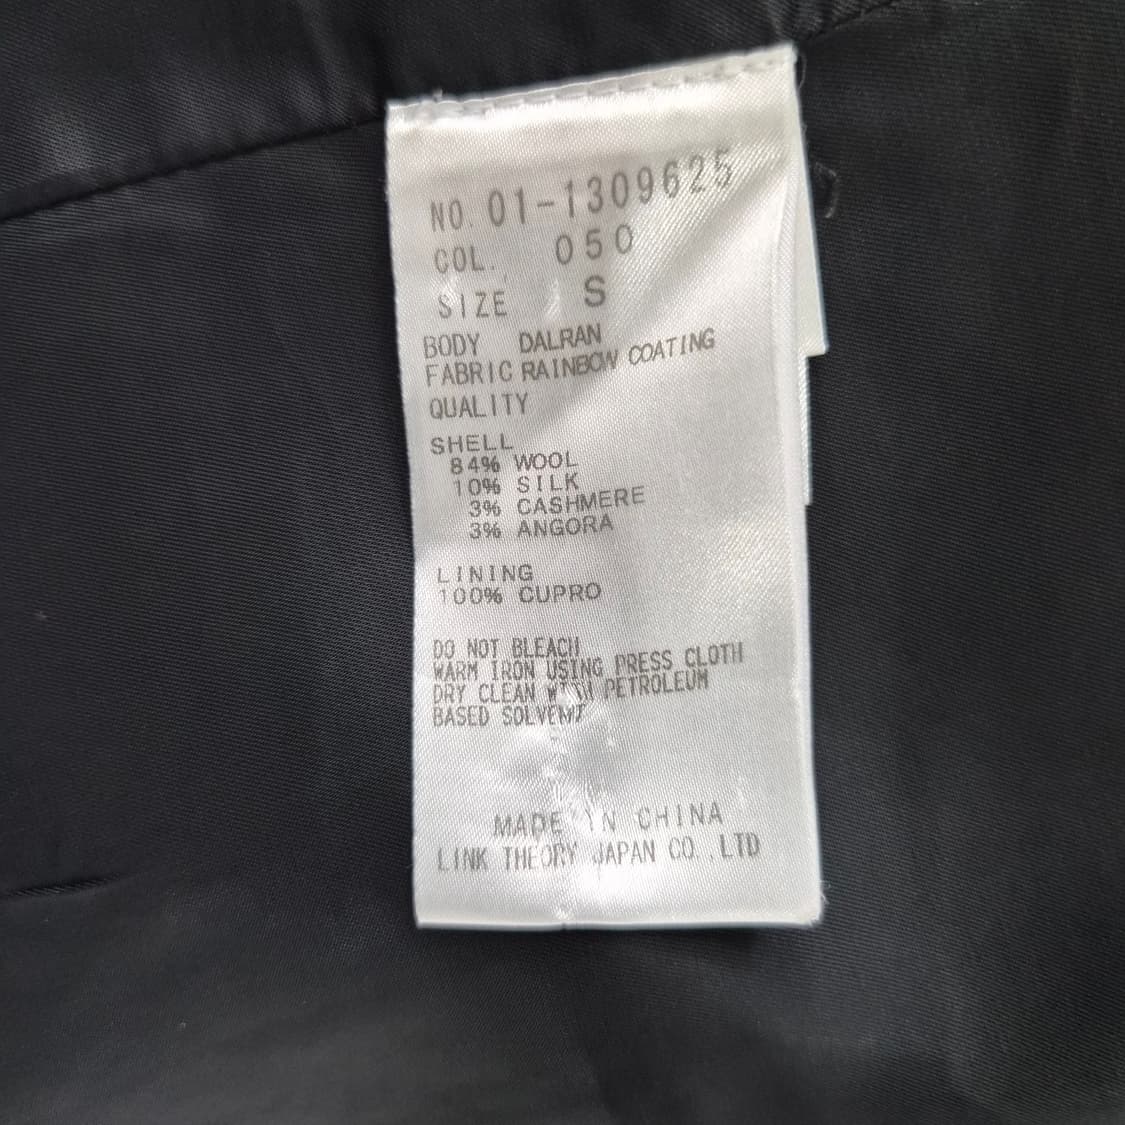 NO. 01-1309625
COL. 050
SIZE S
BODY DALRAN
FABRIC RAINBOW COATING
QUALITY
SHELL
84% WOOL
10% SILK
3% CASHMERE
3% ANGORA
LINING
100% CUPRO
DO NOT BLEACH
WARM IRON USING PRESS CLOTH
DRY CLEAN WITH PETROLEUM
BASED SOLVENT
MADE IN CHINA
LINK THEORY JAPAN CO.,LTD